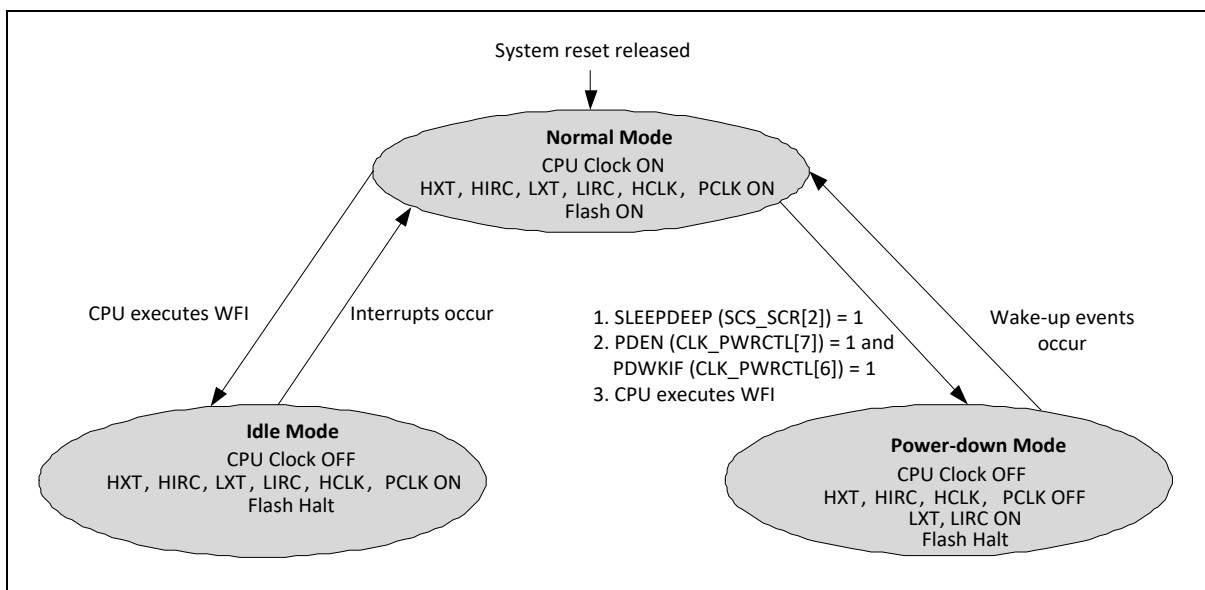 System reset released
Normal Mode
CPU Clock ON
HXT, HIRC, LXT, LIRC, HCLK, PCLK ON
Flash ON
CPU executes WFI
Interrupts occur
1. SLEEPDEEP (SCS_SCR[2]) = 1
2. PDEN (CLK_PWRCTL[7]) = 1 and
PDWKIF (CLK_PWRCTL[6]) = 1
3. CPU executes WFI
Wake-up events
occur
Idle Mode
CPU Clock OFF
HXT, HIRC, LXT, LIRC, HCLK, PCLK ON
Flash Halt
Power-down Mode
CPU Clock OFF
HXT, HIRC, HCLK, PCLK OFF
LXT, LIRC ON
Flash Halt